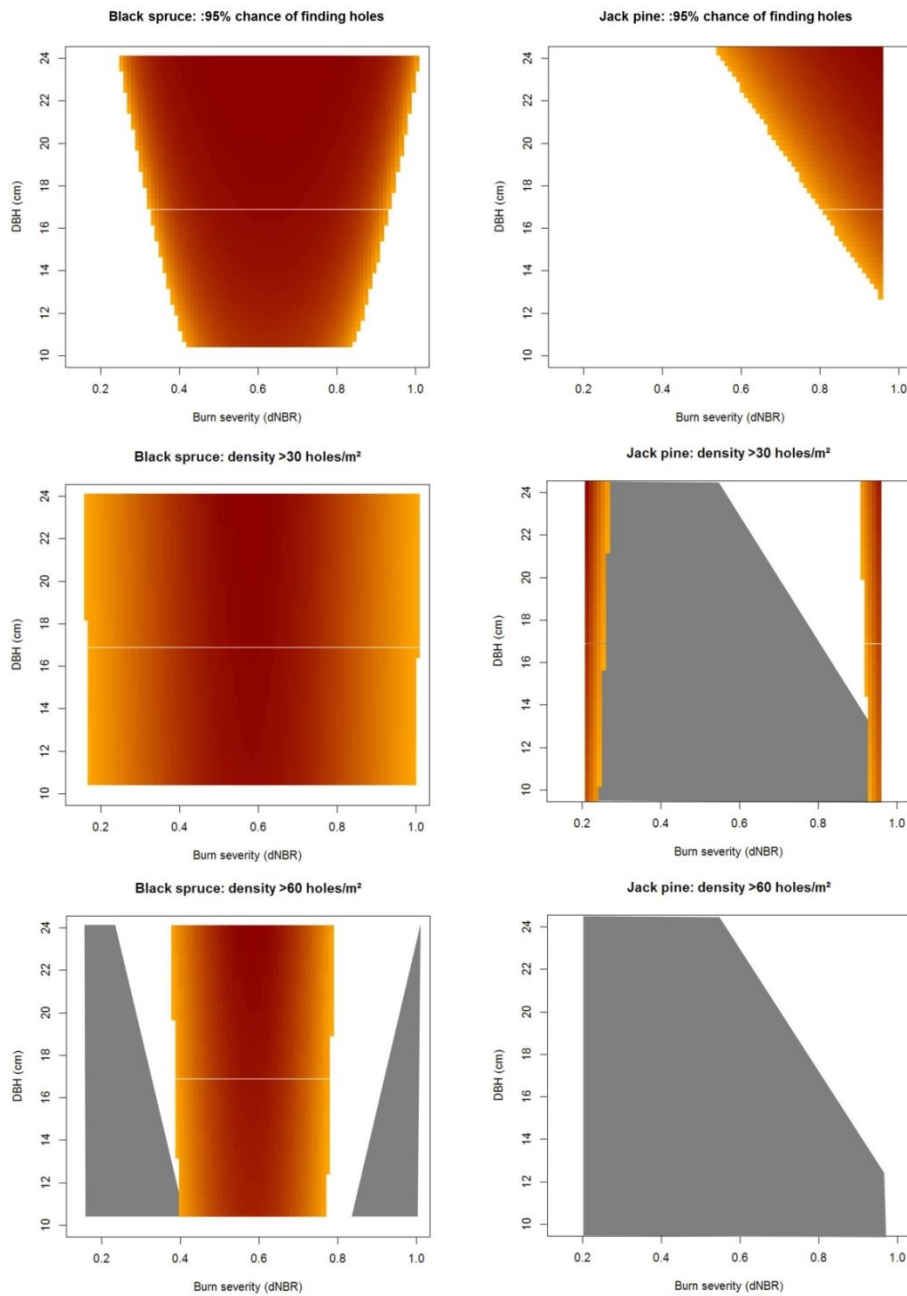 Black spruce: :95% chance of finding holes
DBH (cm)
24
22
20
18
16
14
12
10
0.2 0.4 0.6 0.8 1.0
Burn severity (dNBR)
Jack pine: :95% chance of finding holes
DBH (cm)
24
22
20
18
16
14
12
10
0.2 0.4 0.6 0.8 1.0
Burn severity (dNBR)
Black spruce: density >30 holes/m²
DBH (cm)
24
22
20
18
16
14
12
10
0.2 0.4 0.6 0.8 1.0
Burn severity (dNBR)
Jack pine: density >30 holes/m²
DBH (cm)
24
22
20
18
16
14
12
10
0.2 0.4 0.6 0.8 1.0
Burn severity (dNBR)
Black spruce: density >60 holes/m²
DBH (cm)
24
22
20
18
16
14
12
10
0.2 0.4 0.6 0.8 1.0
Burn severity (dNBR)
Jack pine: density >60 holes/m²
DBH (cm)
24
22
20
18
16
14
12
10
0.2 0.4 0.6 0.8 1.0
Burn severity (dNBR)